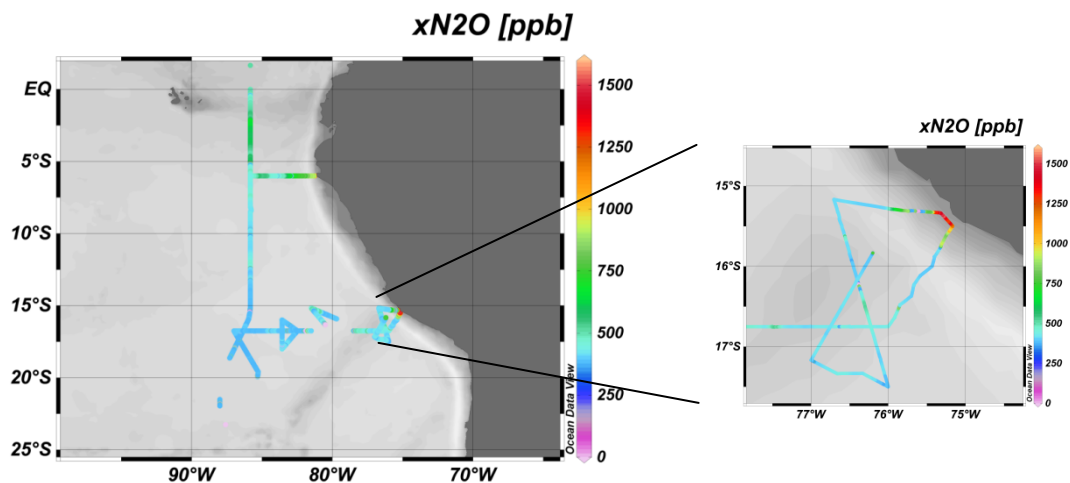 xN2O [ppb]
EQ
5°S
10°S
15°S
20°S
25°S
90°W
80°W
70°W
1500
1250
1000
750
500
250
0
Ocean Data View
xN2O [ppb]
15°S
16°S
17°S
77°W
76°W
75°W
1500
1250
1000
750
500
250
0
Ocean Data View